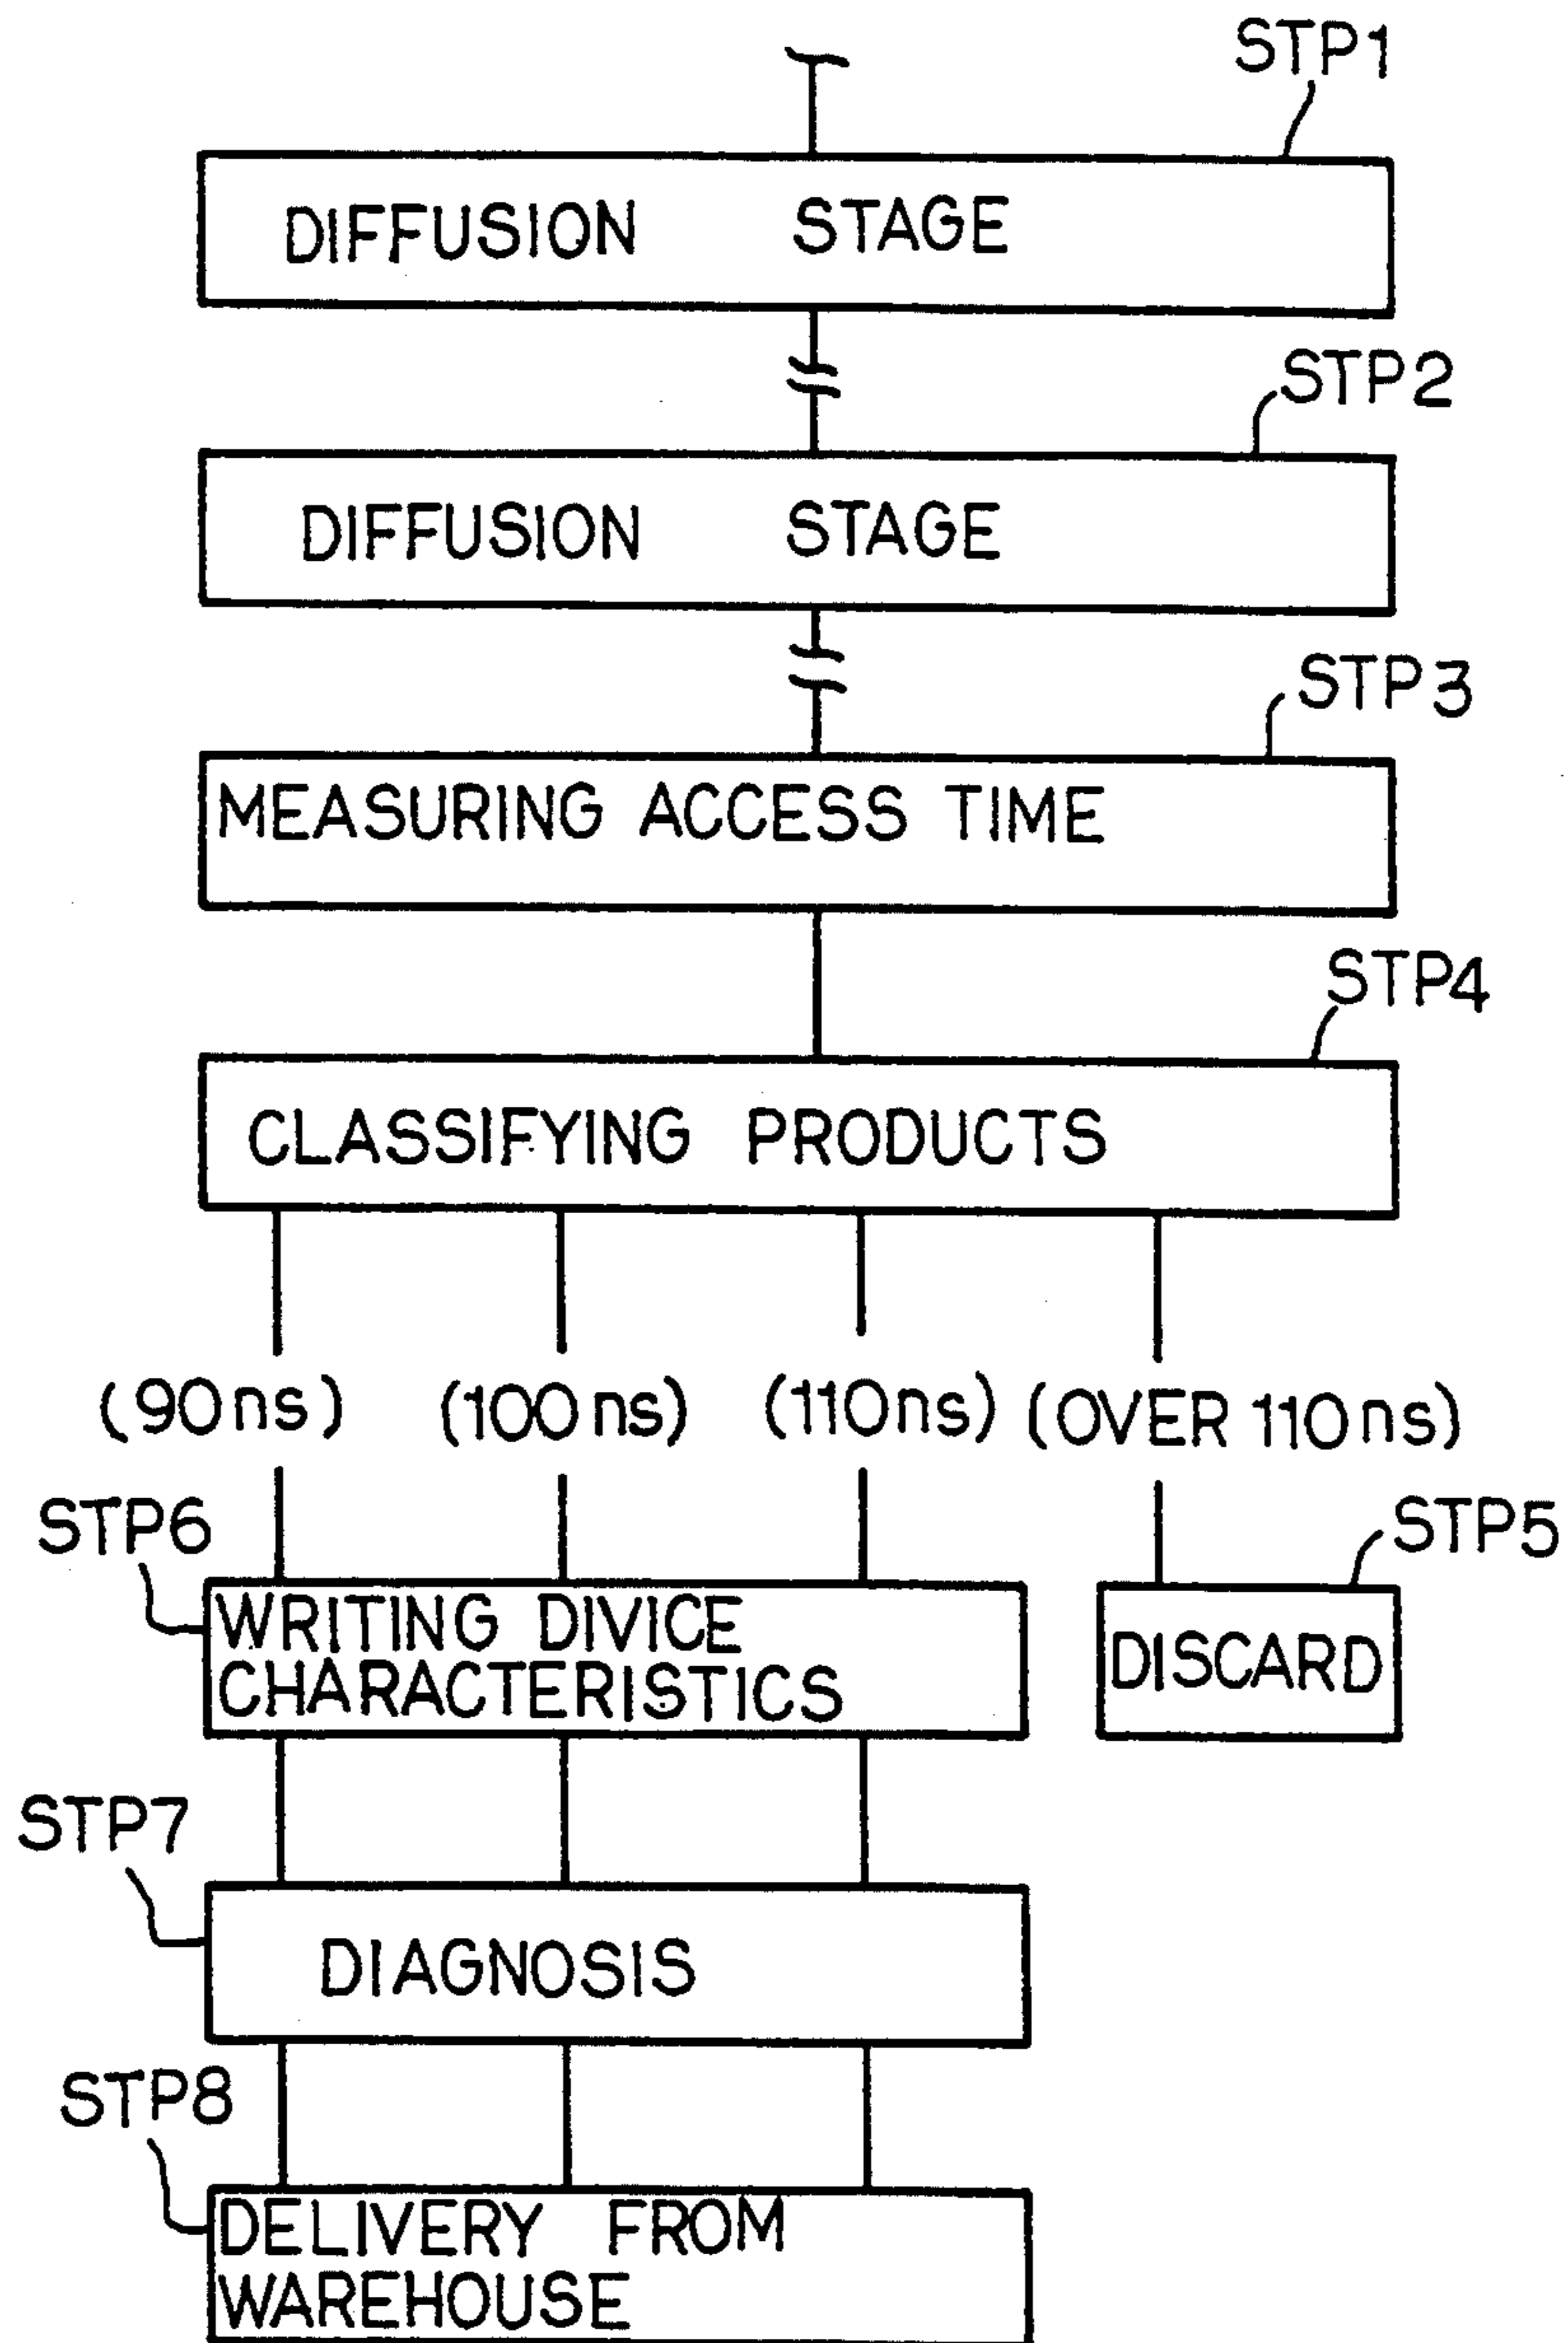 STP1
DIFFUSION STAGE
STP2
DIFFUSION STAGE
STP3
MEASURING ACCESS TIME
STP4
CLASSIFYING PRODUCTS
(90ns) (100ns) (110ns) (OVER 110ns)
STP6
STP5
WRITING DIVICE
CHARACTERISTICS
DISCARD
STP7
DIAGNOSIS
STP8
DELIVERY FROM
WAREHOUSE